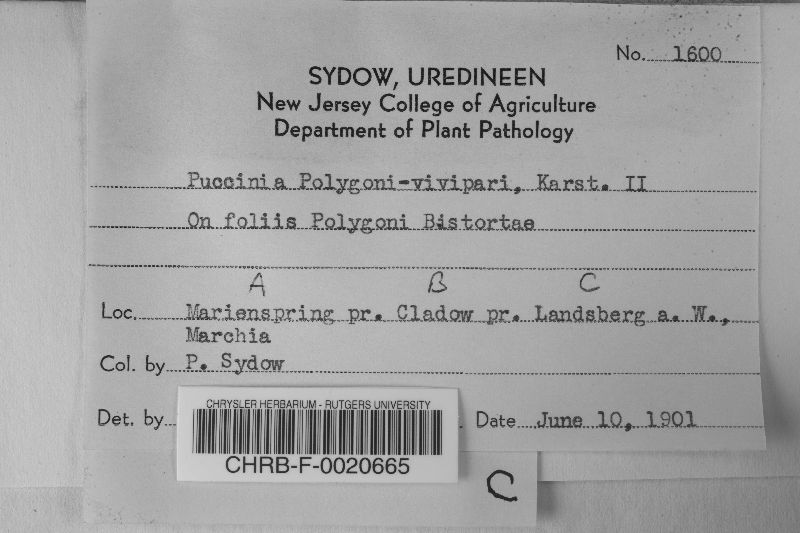 No. 1600
SYDOW, UREDINEEN
New Jersey College of Agriculture
Department of Plant Pathology
Puccinia Polygoni-vivipari, Karst. II
On foliis Polygoni Bistortae
A B C
Loc. Marienspring pr. Cladow pr. Landsberg a. W.,
Marchia
Col. by P. Sydow
Det. by Date June 10, 1901
CHRYSLER HERBARIUM - RUTGERS UNIVERSITY
CHRB-F-0020665
C